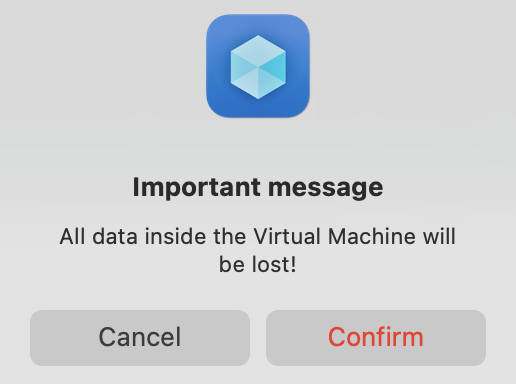 Important message
All data inside the Virtual Machine will
be lost!
Cancel
Confirm